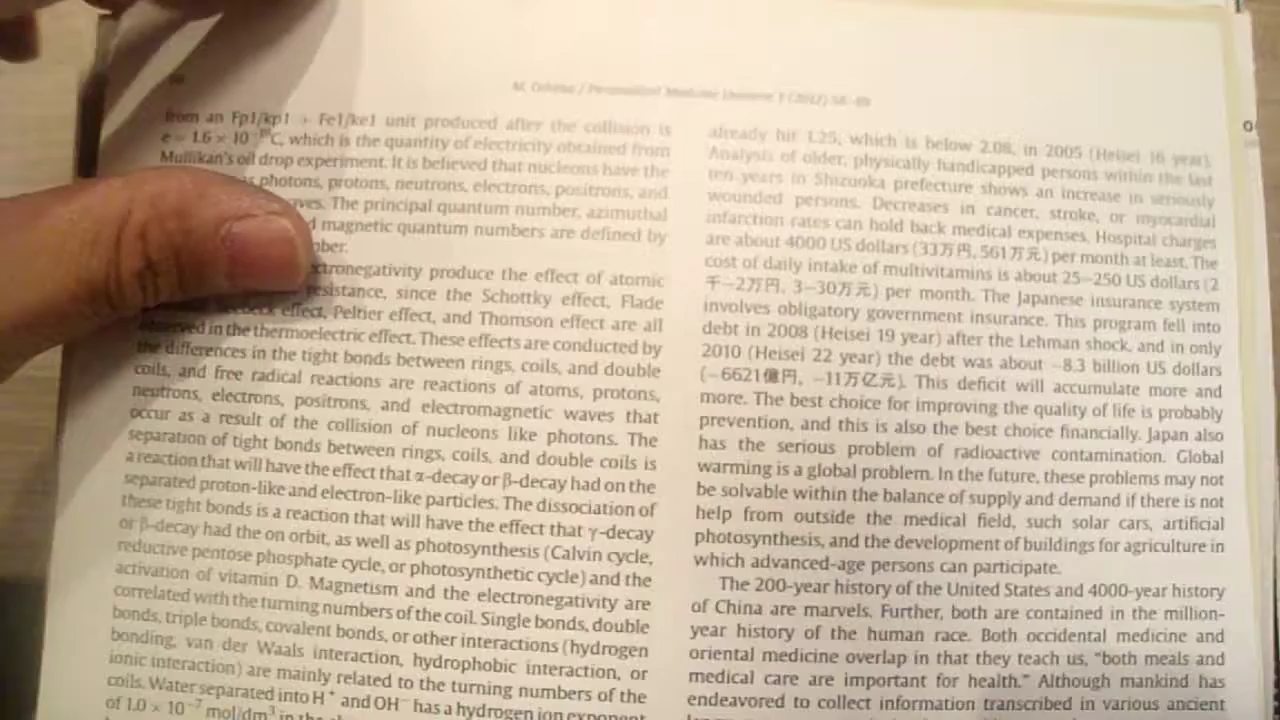 Personalized Medicine Universe 1 (2012) 58–
from an Fp1/kp1 + Fe1/ke1 unit produced after the collision is
e = 1.6 × 10⁻¹⁹C, which is the quantity of electricity obtained from
Mullikan's oil drop experiment. It is believed that nucleons have the
photons, protons, neutrons, electrons, positrons, and
The principal quantum number, azimuthal
magnetic quantum numbers are defined by
produce the effect of atomic
resistance, since the Schottky effect, Flade
effect, Peltier effect, and Thomson effect are all
observed in the thermoelectric effect. These effects are conducted by
the differences in the tight bonds between rings, coils, and double
coils, and free radical reactions are reactions of atoms, protons,
neutrons, electrons, positrons, and electromagnetic waves that
occur as a result of the collision of nucleons like photons. The
separation of tight bonds between rings, coils, and double coils is
a reaction that will have the effect that α-decay or β-decay had on the
separated proton-like and electron-like particles. The dissociation of
these tight bonds is a reaction that will have the effect that γ-decay
or β-decay had the on orbit, as well as photosynthesis (Calvin cycle,
reductive pentose phosphate cycle, or photosynthetic cycle) and the
activation of vitamin D. Magnetism and the electronegativity are
correlated with the turning numbers of the coil. Single bonds, double
bonds, triple bonds, covalent bonds, or other interactions (hydrogen
bonding, van der Waals interaction, hydrophobic interaction, or
ionic interaction) are mainly related to the turning numbers of the
coils. Water separated into H⁺ and OH⁻ has a hydrogen ion exponent
of 1.0 × 10⁻⁷ mol/dm³ in the
already hit 1.25, which is below 2.08, in 2005 (Heisei 16 year).
Analysis of older, physically handicapped persons within the last
ten years in Shizuoka prefecture shows an increase in seriously
wounded persons. Decreases in cancer, stroke, or myocardial
infarction rates can hold back medical expenses. Hospital charges
are about 4000 US dollars (33万円, 561万元) per month at least. The
cost of daily intake of multivitamins is about 25–250 US dollars (2
千–2万円, 3–30万元) per month. The Japanese insurance system
involves obligatory government insurance. This program fell into
debt in 2008 (Heisei 19 year) after the Lehman shock, and in only
2010 (Heisei 22 year) the debt was about −8.3 billion US dollars
(−6621億円, −11万亿元). This deficit will accumulate more and
more. The best choice for improving the quality of life is probably
prevention, and this is also the best choice financially. Japan also
has the serious problem of radioactive contamination. Global
warming is a global problem. In the future, these problems may not
be solvable within the balance of supply and demand if there is not
help from outside the medical field, such solar cars, artificial
photosynthesis, and the development of buildings for agriculture in
which advanced-age persons can participate.
The 200-year history of the United States and 4000-year history
of China are marvels. Further, both are contained in the million-
year history of the human race. Both occidental medicine and
oriental medicine overlap in that they teach us, "both meals and
medical care are important for health." Although mankind has
endeavored to collect information transcribed in various ancient